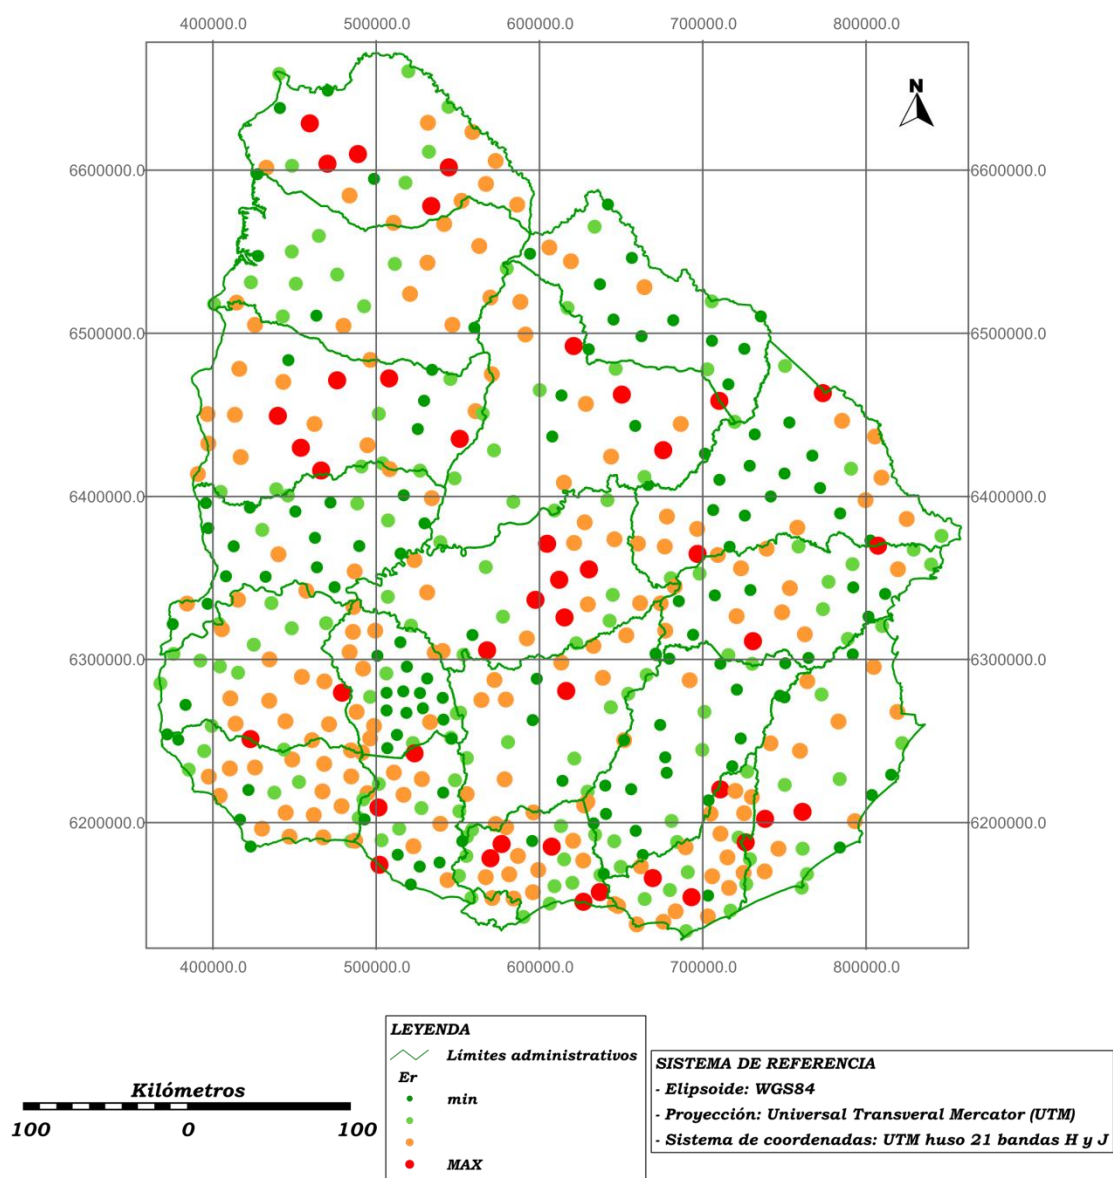 400000.0 500000.0 600000.0 700000.0 800000.0
N
6600000.0 6600000.0
6500000.0 6500000.0
6400000.0 6400000.0
6300000.0 6300000.0
6200000.0 6200000.0
400000.0 500000.0 600000.0 700000.0 800000.0
Kilómetros
100 0 100
LEYENDA
Límites administrativos
Er
min
MAX
SISTEMA DE REFERENCIA
- Elipsoide: WGS84
- Proyección: Universal Transveral Mercator (UTM)
- Sistema de coordenadas: UTM huso 21 bandas H y J